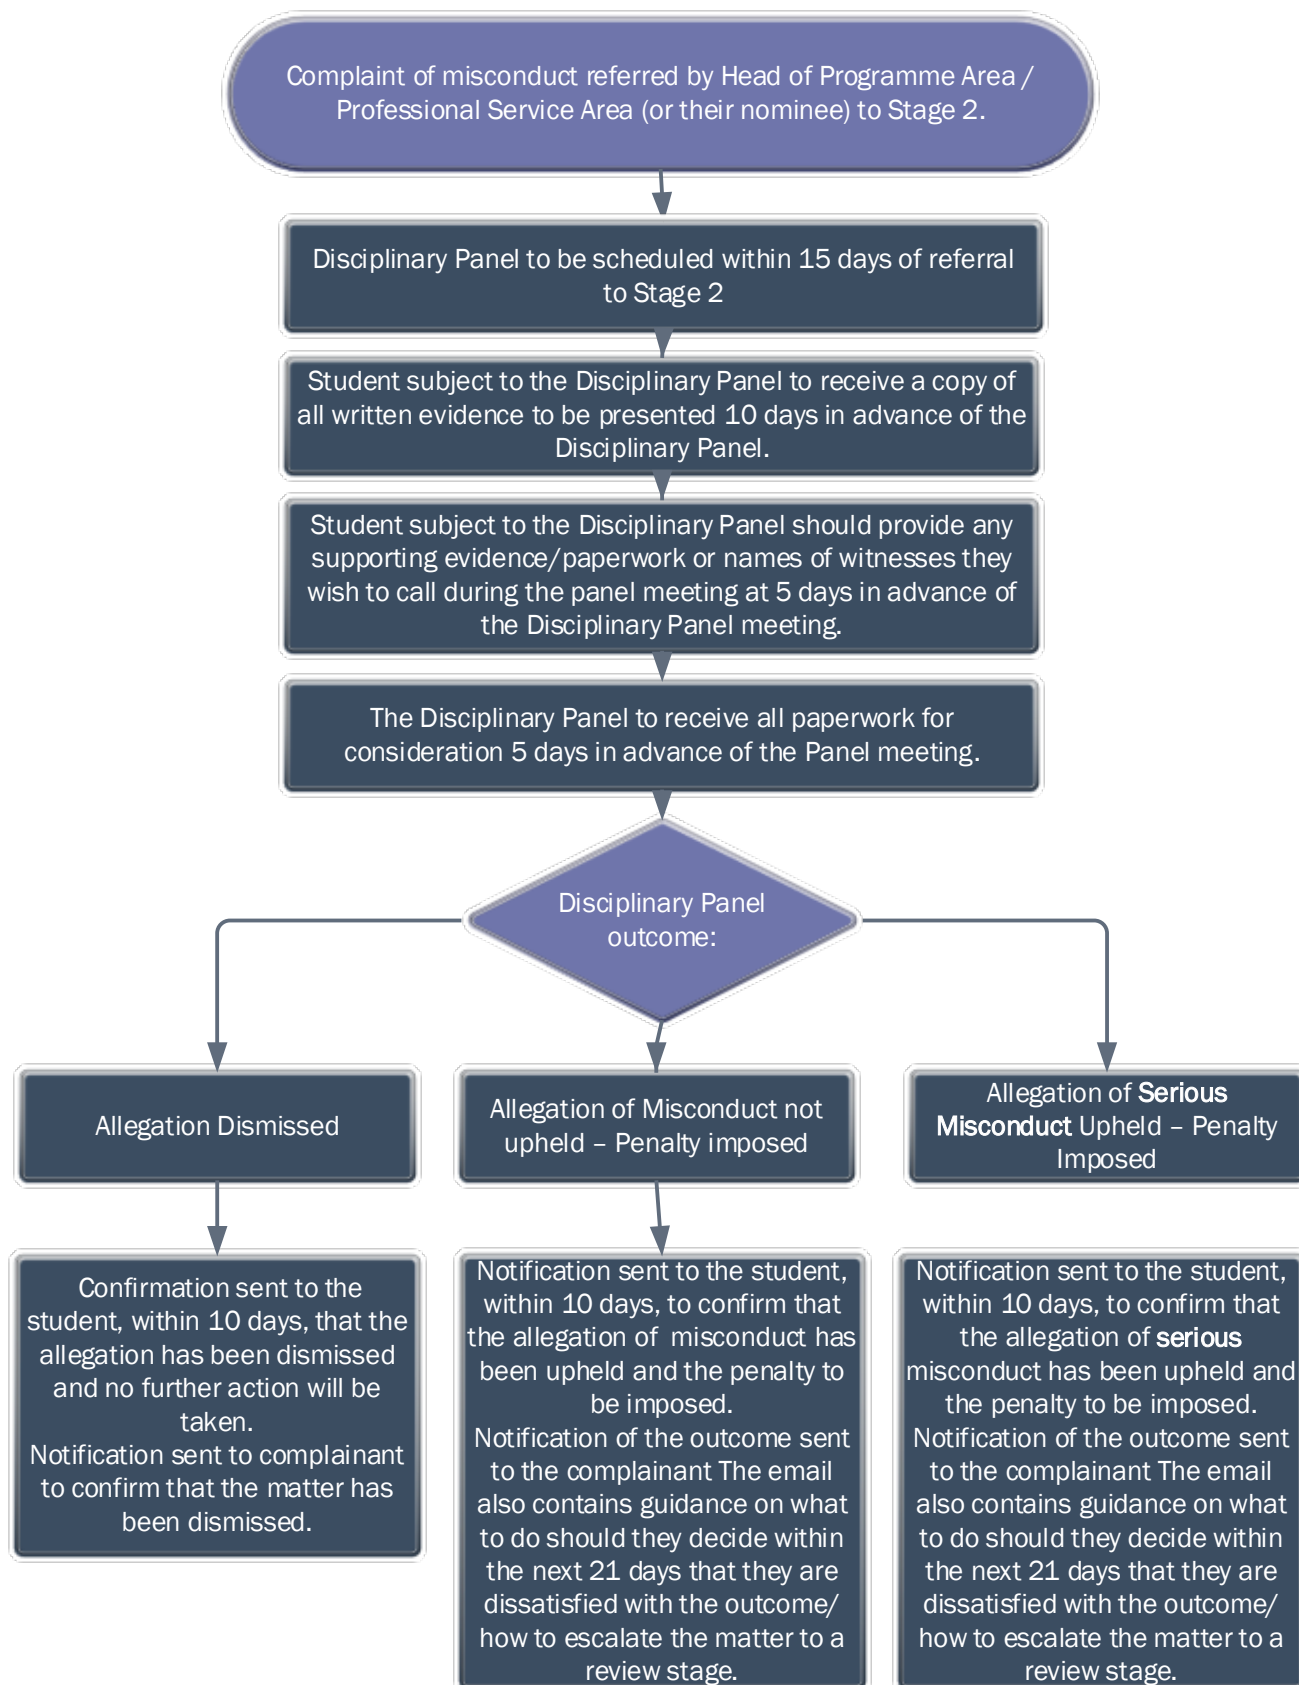 Complaint of misconduct referred by Head of Programme Area /
Professional Service Area (or their nominee) to Stage 2.
Disciplinary Panel to be scheduled within 15 days of referral
to Stage 2
Student subject to the Disciplinary Panel to receive a copy of
all written evidence to be presented 10 days in advance of the
Disciplinary Panel.
Student subject to the Disciplinary Panel should provide any
supporting evidence/paperwork or names of witnesses they
wish to call during the panel meeting at 5 days in advance of
the Disciplinary Panel meeting.
The Disciplinary Panel to receive all paperwork for
consideration 5 days in advance of the Panel meeting.
Disciplinary Panel
outcome:
Allegation Dismissed
Allegation of Misconduct not
upheld – Penalty imposed
Allegation of Serious
Misconduct Upheld – Penalty
Imposed
Confirmation sent to the
student, within 10 days, that the
allegation has been dismissed
and no further action will be
taken.
Notification sent to complainant
to confirm that the matter has
been dismissed.
Notification sent to the student,
within 10 days, to confirm that
the allegation of  misconduct has
been upheld and the penalty to
be imposed.
Notification of the outcome sent
to the complainant The email
also contains guidance on what
to do should they decide within
the next 21 days that they are
dissatisfied with the outcome/
how to escalate the matter to a
review stage.
Notification sent to the student,
within 10 days, to confirm that
the allegation of serious
misconduct has been upheld and
the penalty to be imposed.
Notification of the outcome sent
to the complainant The email
also contains guidance on what
to do should they decide within
the next 21 days that they are
dissatisfied with the outcome/
how to escalate the matter to a
review stage.